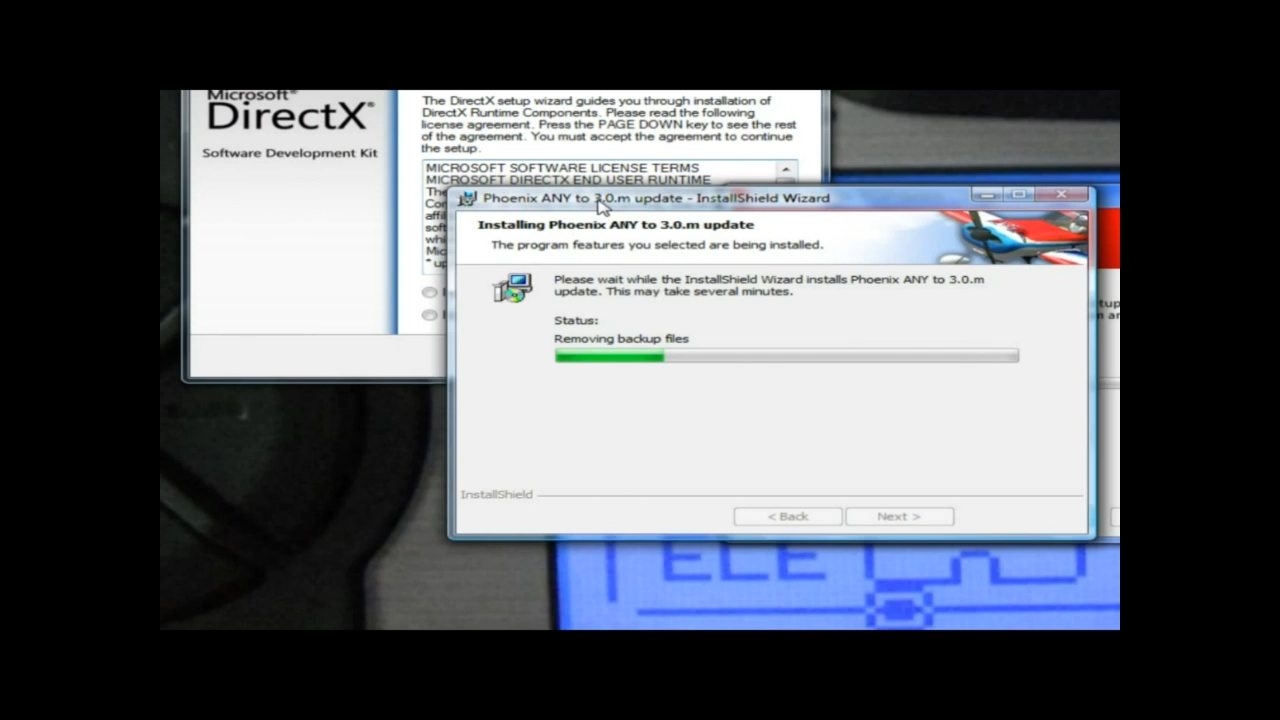 Microsoft®
DirectX®
Software Development Kit
The DirectX setup wizard guides you through installation of
DirectX Runtime Components. Please read the following
license agreement. Press the PAGE DOWN key to see the rest
of the agreement. You must accept the agreement to continue
the setup.
MICROSOFT SOFTWARE LICENSE TERMS
MICROSOFT DIRECTX END USER RUNTIME
Phoenix ANY to 3.0.m update - InstallShield Wizard
Installing Phoenix ANY to 3.0.m update
The program features you selected are being installed.
Please wait while the InstallShield Wizard installs Phoenix ANY to 3.0.m
update. This may take several minutes.
Status:
Removing backup files
InstallShield
< Back
Next >
ELE